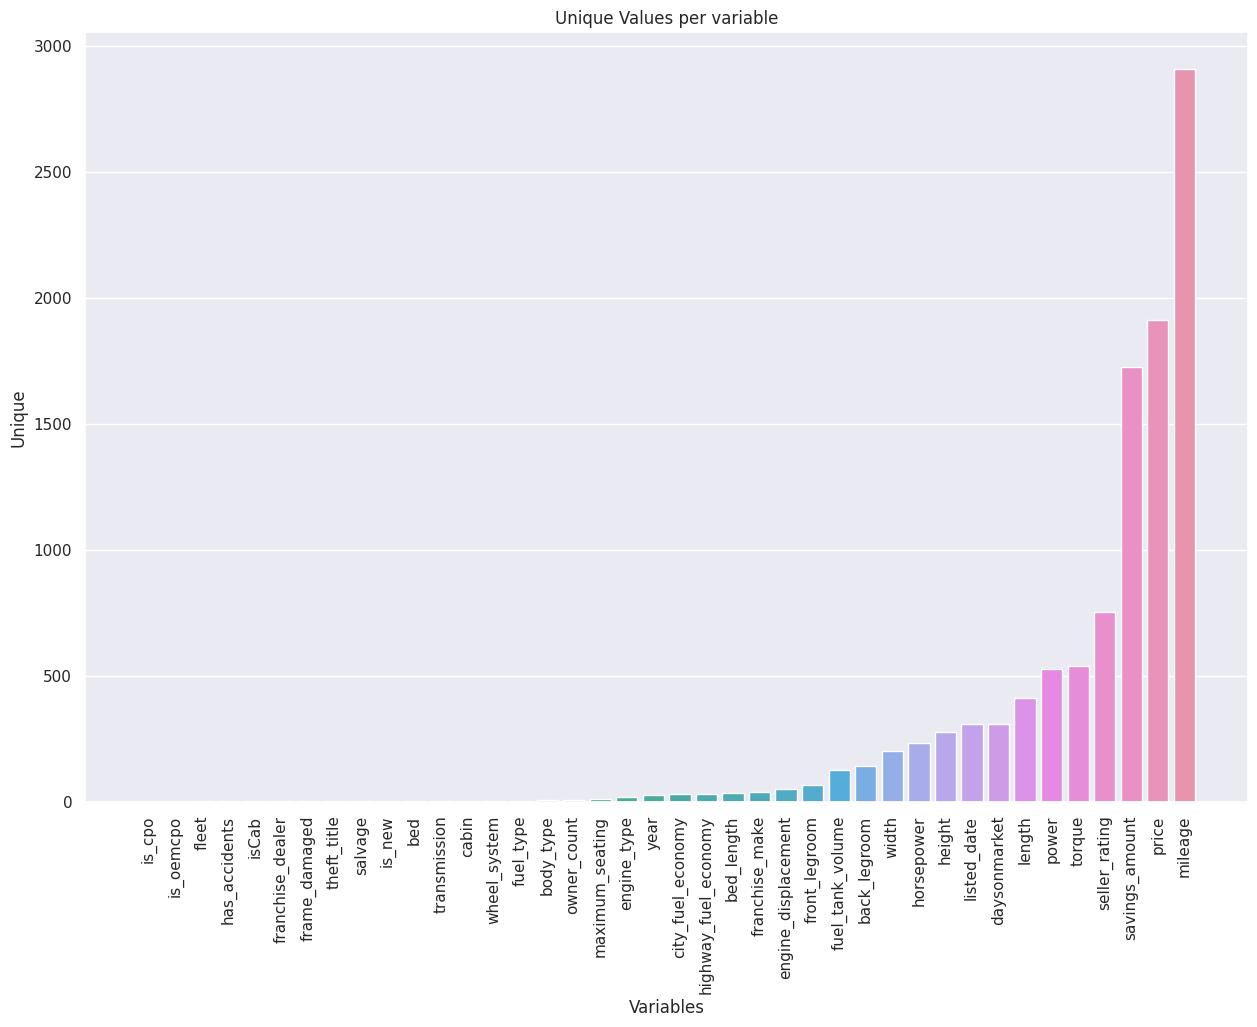 Unique Values per variable
3000
2500
2000
1500
1000
500
0
Unique
is_cpo
is_oemcpo
fleet
has_accidents
isCab
franchise_dealer
frame_damaged
theft_title
salvage
is_new
bed
transmission
cabin
wheel_system
fuel_type
body_type
owner_count
maximum_seating
engine_type
year
city_fuel_economy
highway_fuel_economy
bed_length
franchise_make
engine_displacement
front_legroom
fuel_tank_volume
back_legroom
width
horsepower
height
listed_date
daysonmarket
length
power
torque
seller_rating
savings_amount
price
mileage
Variables